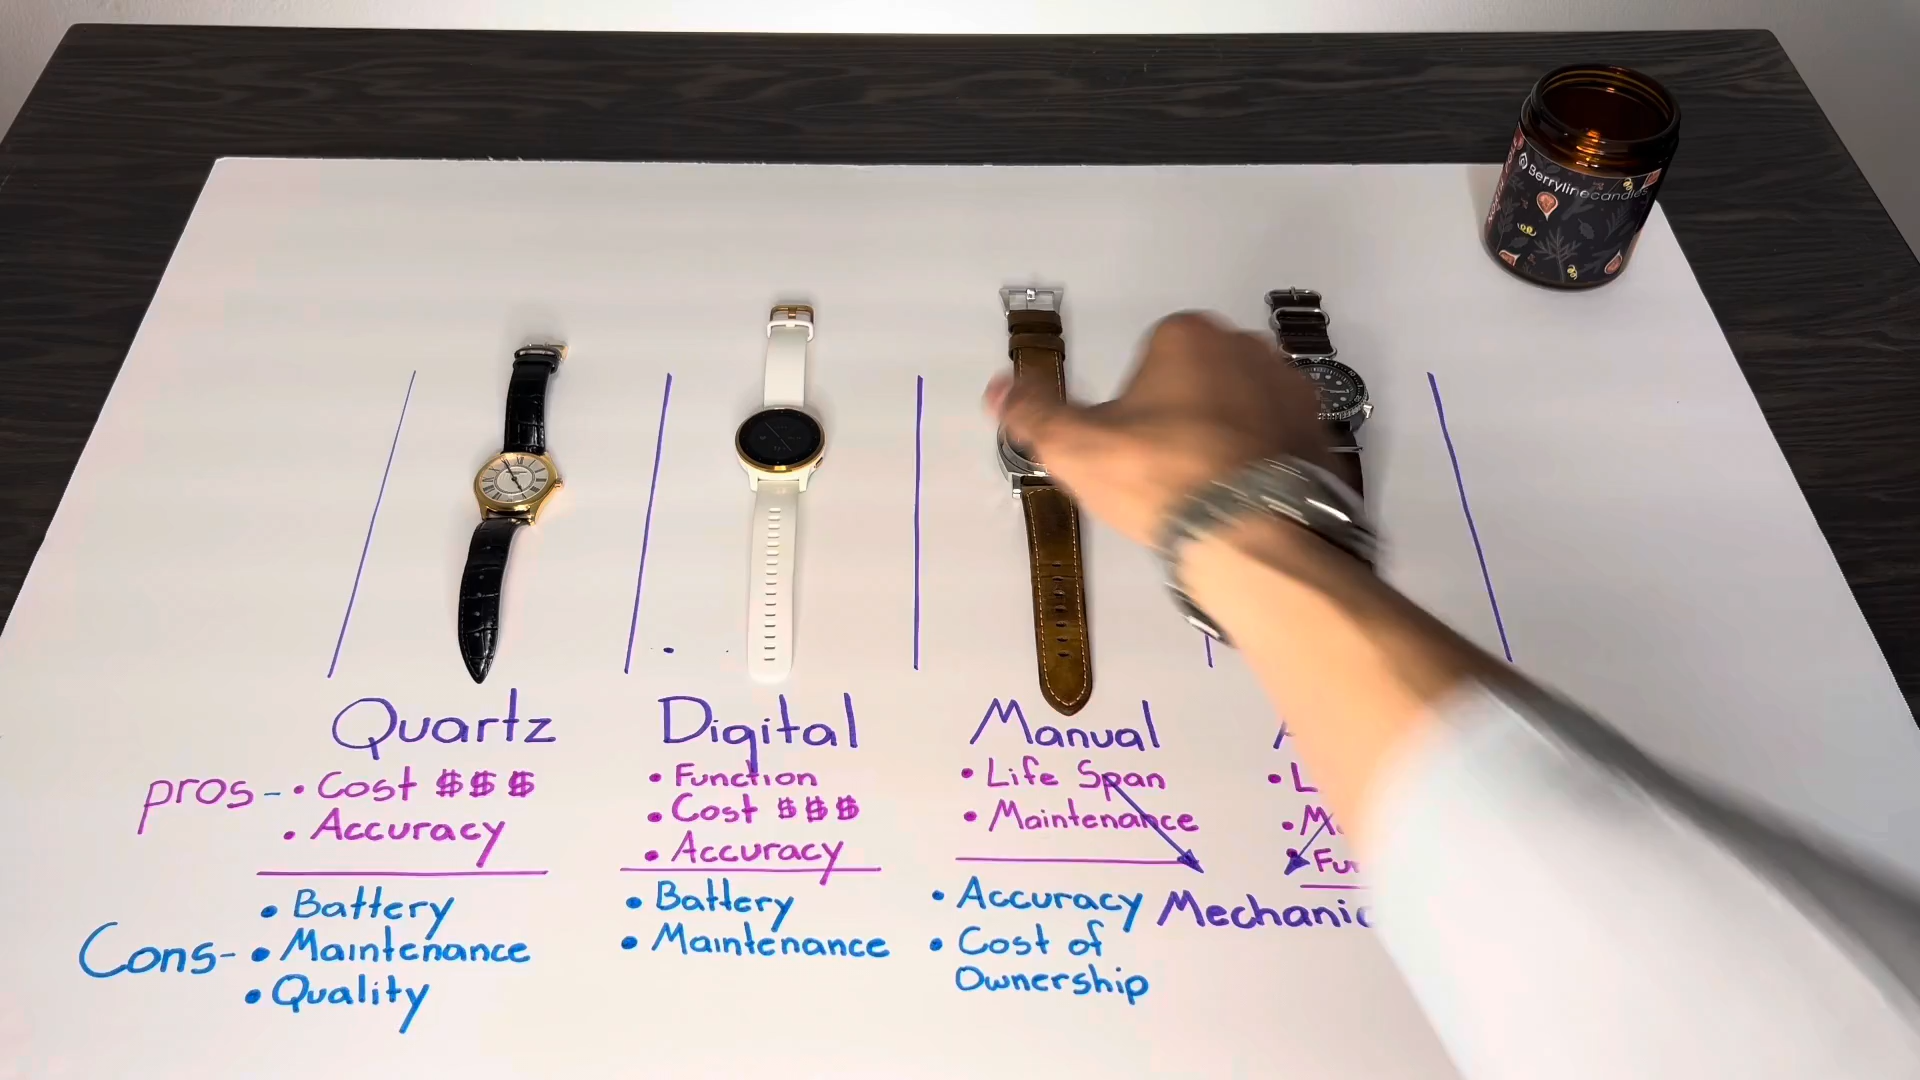 Berrylinecandles
Quartz
pros - • Cost $$$
• Accuracy
Cons - • Battery
• Maintenance
• Quality
Digital
• Function
• Cost $$$
• Accuracy
• Battery
• Maintenance
Manual
• Life Span
• Maintenance
• Accuracy
• Cost of
Ownership